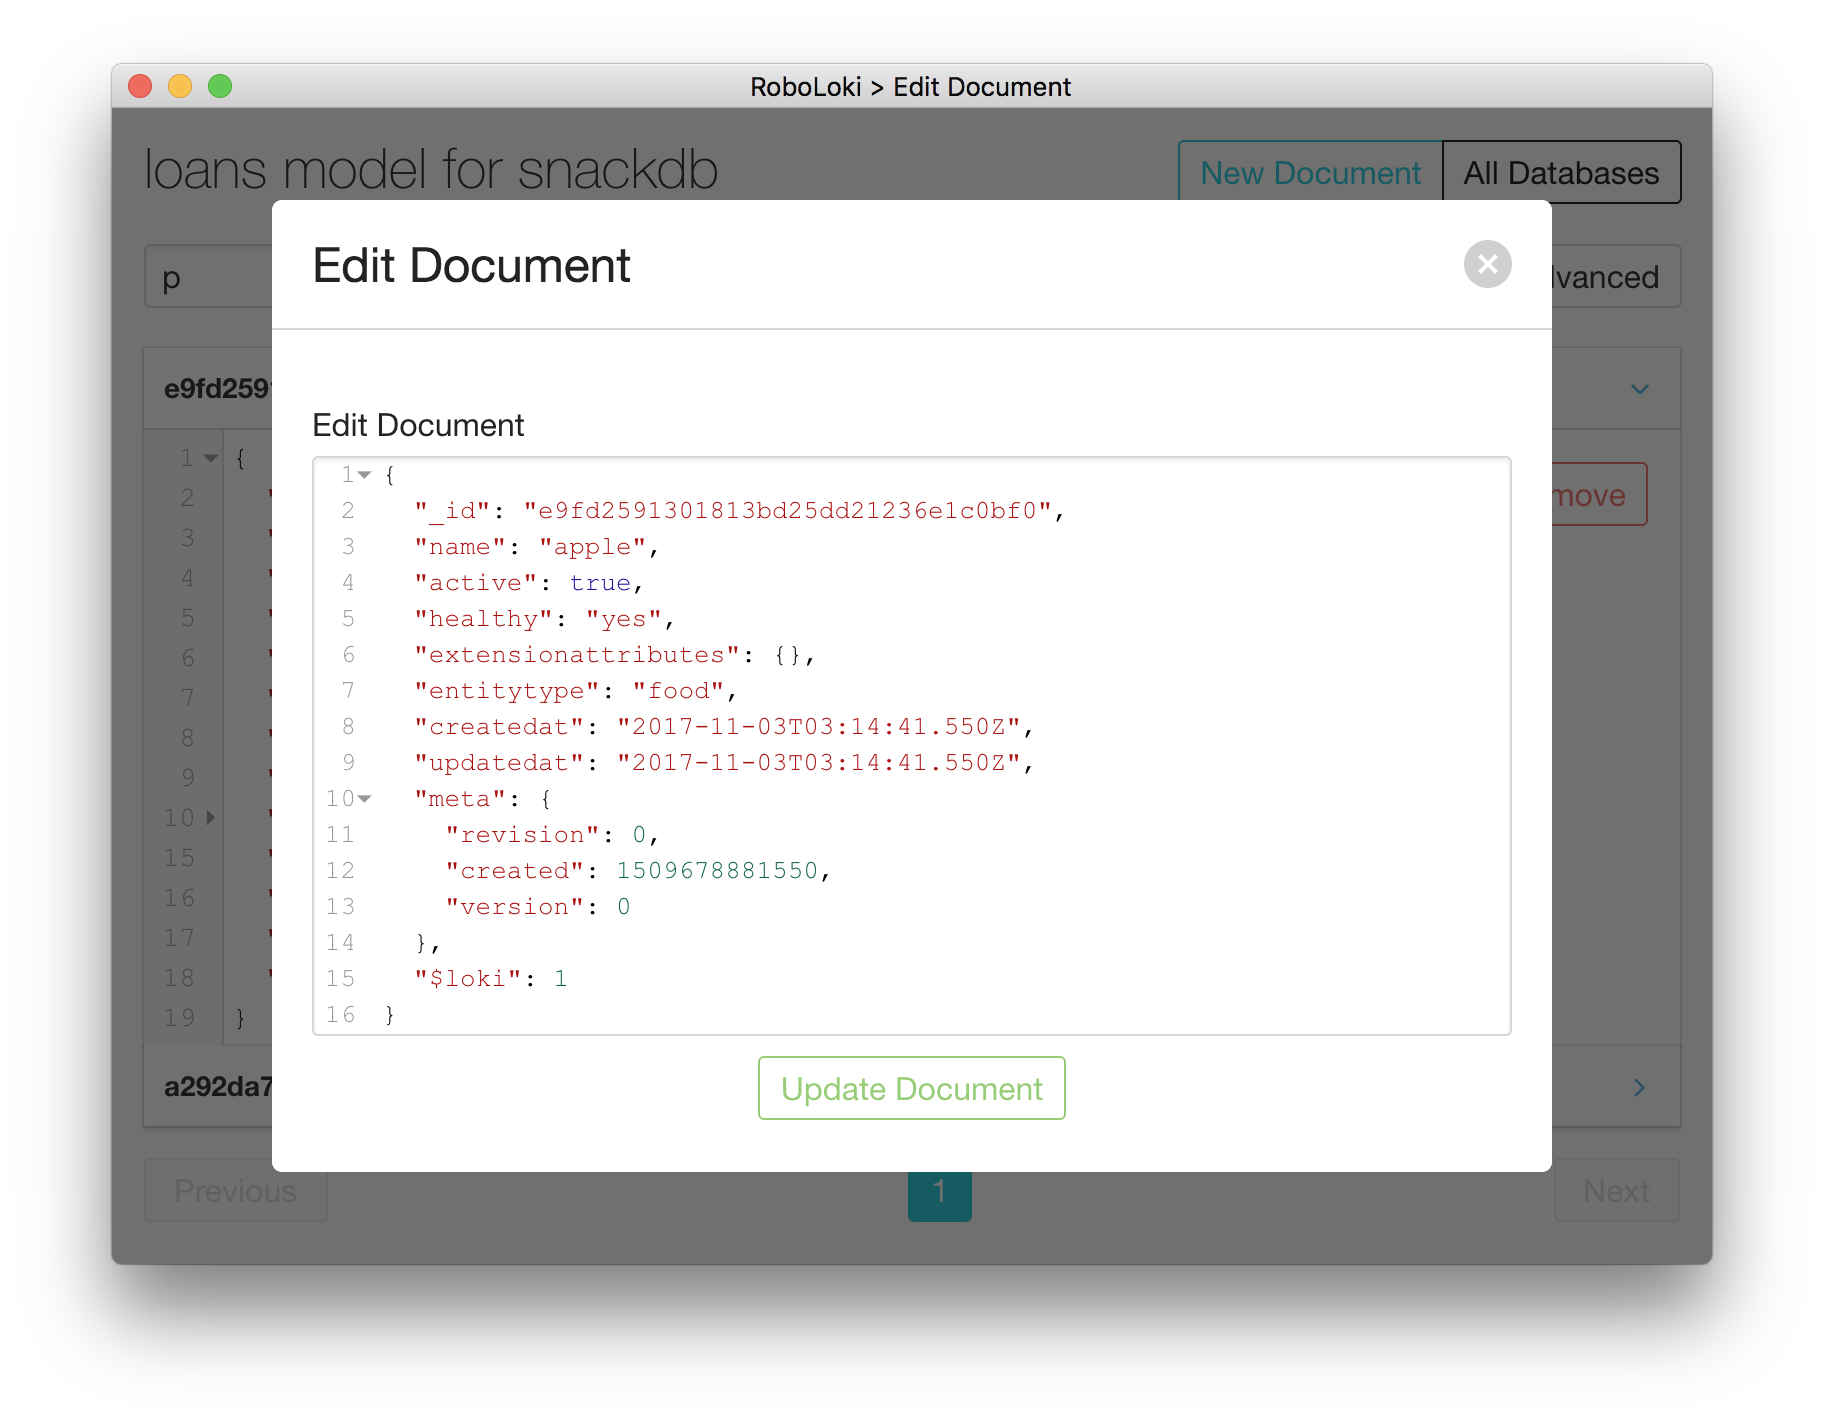 RoboLoki > Edit Document
loans model for snackdb
New Document
All Databases
p
Edit Document
e9fd259
1
{
2
3
4
5
6
7
8
9
10
15
16
17
18
19
}
Edit Document
1 {
2 "_id": "e9fd2591301813bd25dd21236e1c0bf0",
3 "name": "apple",
4 "active": true,
5 "healthy": "yes",
6 "extensionattributes": {},
7 "entitytype": "food",
8 "createdat": "2017-11-03T03:14:41.550Z",
9 "updatedat": "2017-11-03T03:14:41.550Z",
10 "meta": {
11 "revision": 0,
12 "created": 1509678881550,
13 "version": 0
14 },
15 "$loki": 1
16 }
Update Document
a292da7
Previous
1
Next